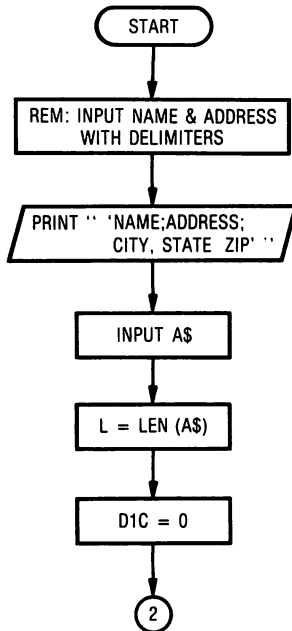 START
REM: INPUT NAME & ADDRESS
WITH DELIMITERS
PRINT '' 'NAME;ADDRESS;
CITY, STATE ZIP' ''
INPUT A$
L = LEN (A$)
D1C = 0
2